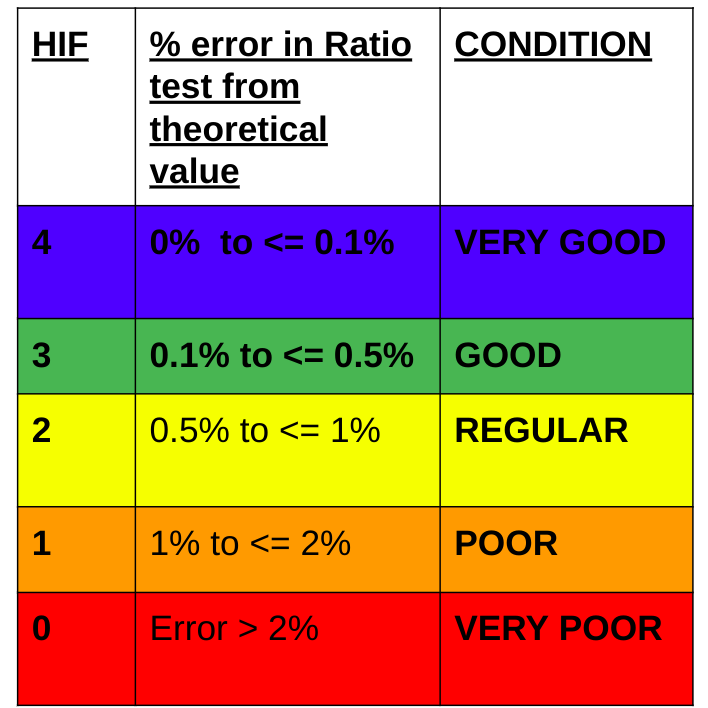 HIF
% error in Ratio
test from
theoretical
value
CONDITION
4
0%  to <= 0.1%
VERY GOOD
3
0.1% to <= 0.5%
GOOD
2
0.5% to <= 1%
REGULAR
1
1% to <= 2%
POOR
0
Error > 2%
VERY POOR